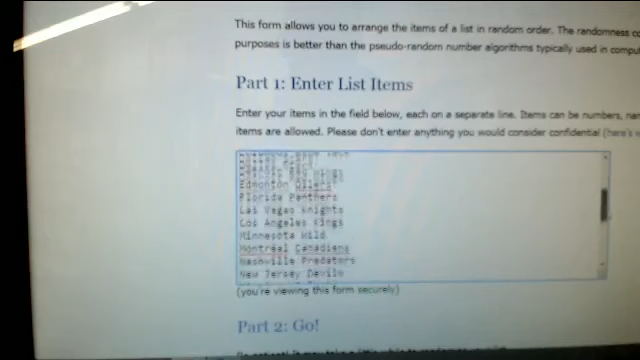 This form allows you to arrange the items of a list in random order. The randomness
purposes is better than the pseudo-random number algorithms typically used in
Part 1: Enter List Items
Enter your items in the field below, each on a separate line. Items can be numbers,
items are allowed. Please don't enter anything you would consider confidential (here's
Edmonton Oilers
Florida Panthers
Las Vegas Knights
Los Angeles Kings
Minnesota Wild
Montréal Canadiens
Nashville Predators
New Jersey Devils
(you're viewing this form securely)
Part 2: Go!